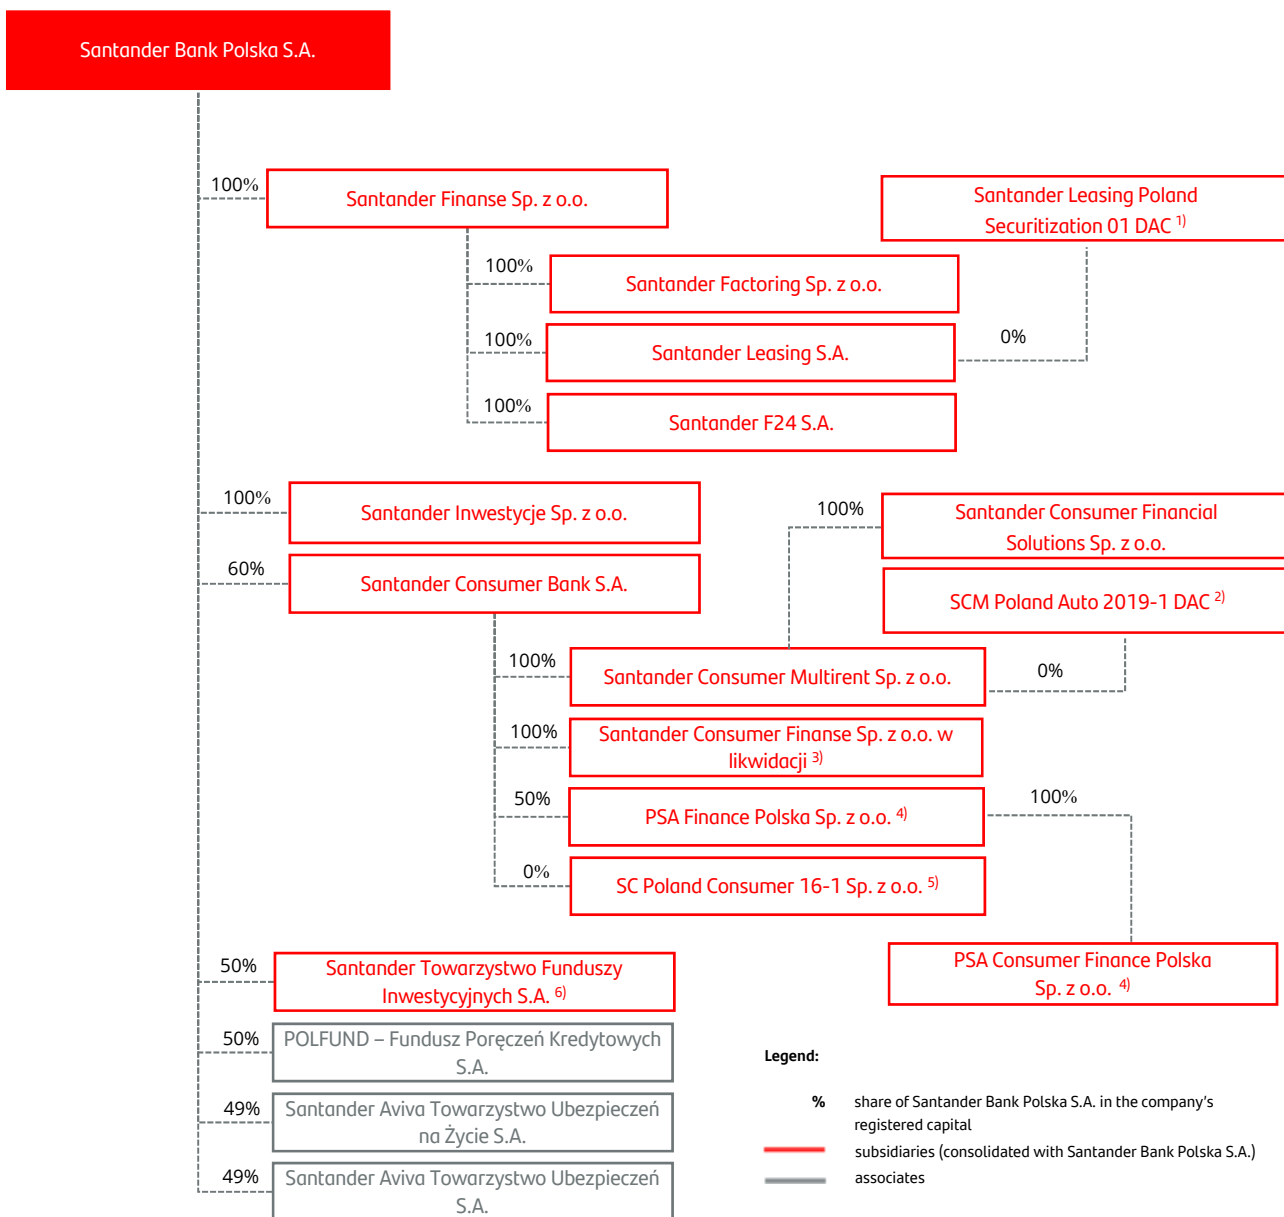 Santander Bank Polska S.A.
100%
Santander Finanse Sp. z o.o.
Santander Leasing Poland
Securitization 01 DAC 1)
100%
Santander Factoring Sp. z o.o.
100%
Santander Leasing S.A.
0%
100%
Santander F24 S.A.
100%
Santander Inwestycje Sp. z o.o.
100%
Santander Consumer Financial
Solutions Sp. z o.o.
60%
Santander Consumer Bank S.A.
SCM Poland Auto 2019-1 DAC 2)
100%
Santander Consumer Multirent Sp. z o.o.
0%
100%
Santander Consumer Finanse Sp. z o.o. w
likwidacji 3)
50%
PSA Finance Polska Sp. z o.o. 4)
100%
0%
SC Poland Consumer 16-1 Sp. z o.o. 5)
50%
Santander Towarzystwo Funduszy
Inwestycyjnych S.A. 6)
PSA Consumer Finance Polska
Sp. z o.o. 4)
50%
POLFUND – Fundusz Poręczeń Kredytowych
S.A.
49%
Santander Aviva Towarzystwo Ubezpieczeń
na Życie S.A.
49%
Santander Aviva Towarzystwo Ubezpieczeń
S.A.
Legend:
% share of Santander Bank Polska S.A. in the company's
registered capital
subsidiaries (consolidated with Santander Bank Polska S.A.)
associates